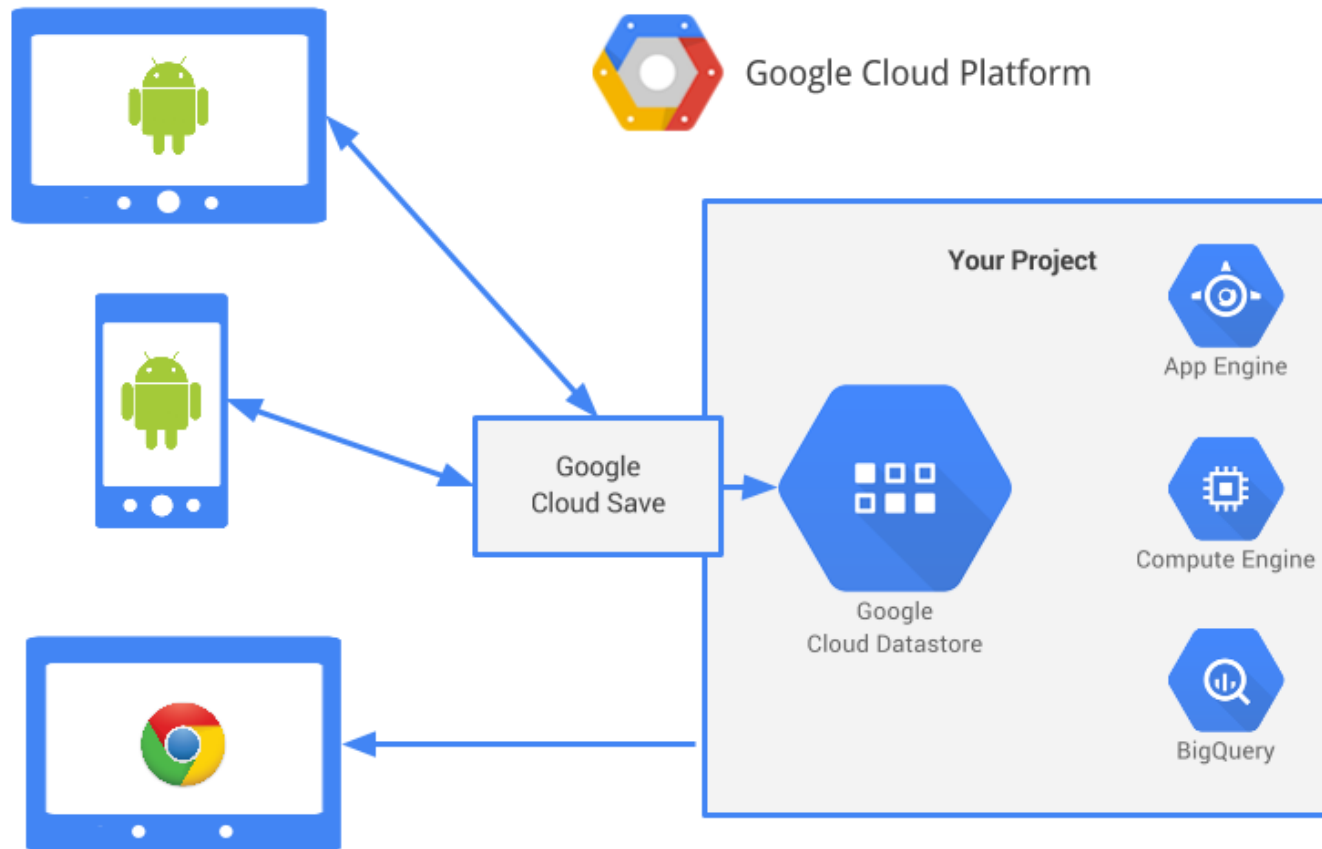 Google Cloud Platform
Your Project
App Engine
Google
Cloud Save
Compute Engine
Google
Cloud Datastore
BigQuery